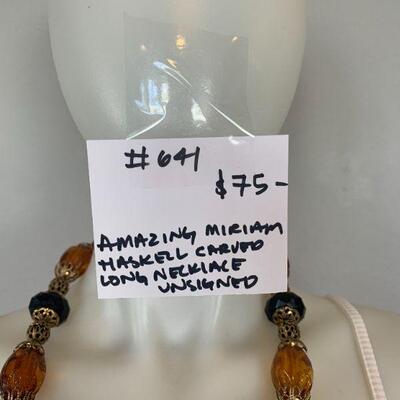 #641
$75-
AMAZING MIRIAM
HASKELL CARVED
LONG NECKLACE
UNSIGNED